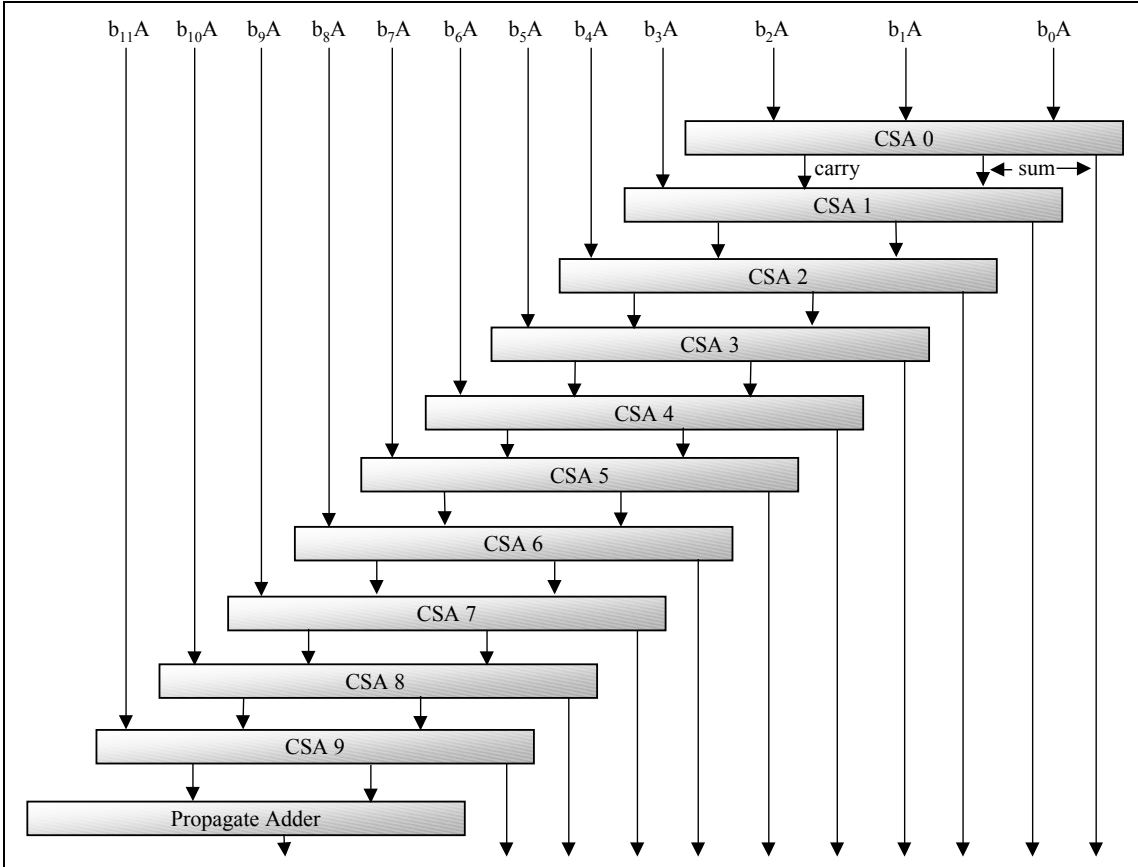 b₁₁A b₁₀A b₉A b₈A b₇A b₆A b₅A b₄A b₃A b₂A b₁A b₀A
CSA 0
carry sum
CSA 1
CSA 2
CSA 3
CSA 4
CSA 5
CSA 6
CSA 7
CSA 8
CSA 9
Propagate Adder